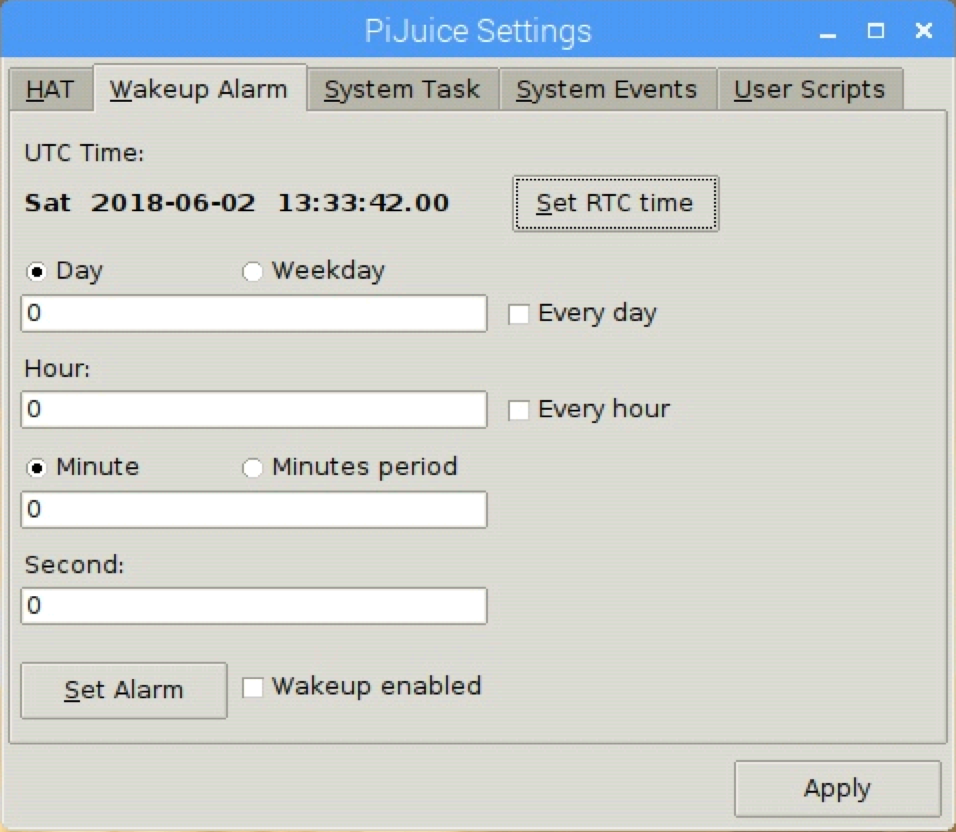 PiJuice Settings
HAT Wakeup Alarm System Task System Events User Scripts
UTC Time:
Sat 2018-06-02 13:33:42.00 Set RTC time
Day Weekday
0 Every day
Hour:
0 Every hour
Minute Minutes period
0
Second:
0
Set Alarm Wakeup enabled
Apply